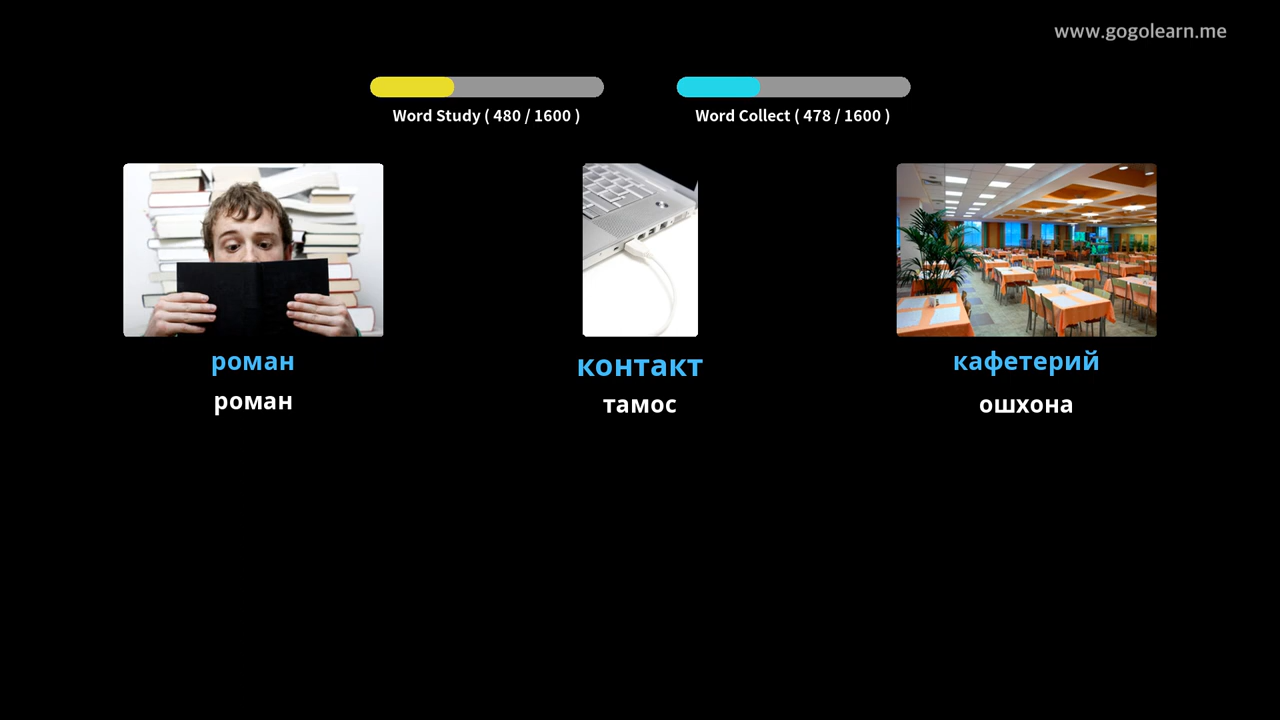 www.gogolearn.me
Word Study ( 480 / 1600 )
Word Collect ( 478 / 1600 )
роман
роман
контакт
тамос
кафетерий
ошхона